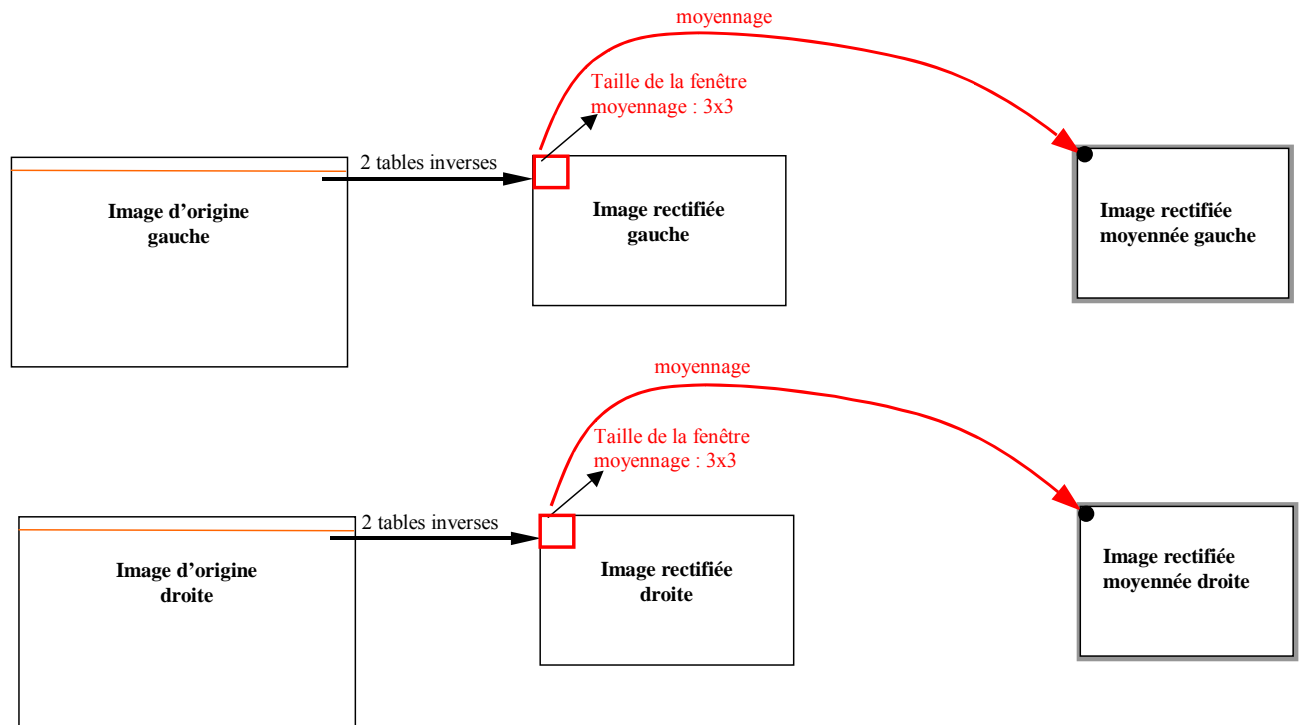 moyennage
Taille de la fenêtre
moyennage : 3x3
2 tables inverses
Image d’origine
gauche
Image rectifiée
gauche
Image rectifiée
moyennée gauche
moyennage
Taille de la fenêtre
moyennage : 3x3
2 tables inverses
Image d’origine
droite
Image rectifiée
droite
Image rectifiée
moyennée droite